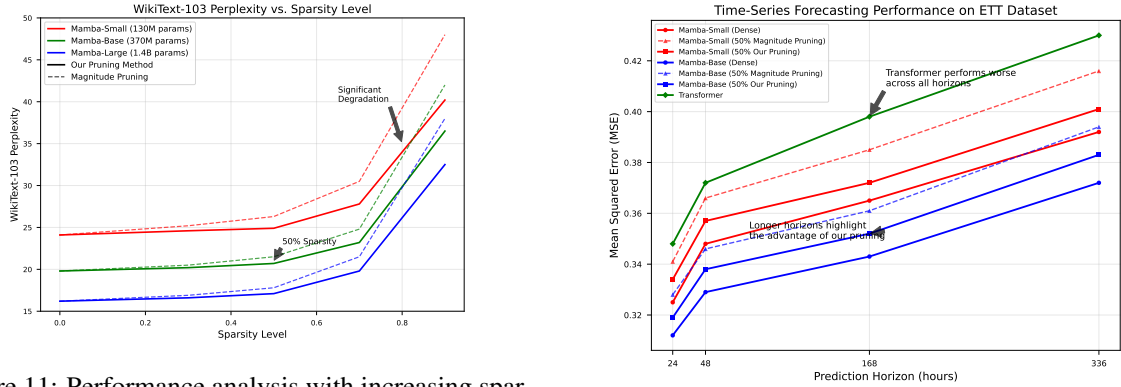 WikiText-103 Perplexity vs. Sparsity Level
WikiText-103 Perplexity
50
45
40
35
30
25
20
15
Mamba-Small (130M params)
Mamba-Base (370M params)
Mamba-Large (1.4B params)
Our Pruning Method
Magnitude Pruning
Significant
Degradation
50% Sparsity
0.0
0.2
0.4
0.6
0.8
Sparsity Level
Time-Series Forecasting Performance on ETT Dataset
Mean Squared Error (MSE)
0.42
0.40
0.38
0.36
0.34
0.32
Mamba-Small (Dense)
Mamba-Small (50% Magnitude Pruning)
Mamba-Small (50% Our Pruning)
Mamba-Base (Dense)
Mamba-Base (50% Magnitude Pruning)
Mamba-Base (50% Our Pruning)
Transformer
Transformer performs worse
across all horizons
Longer horizons highlight
the advantage of our pruning
24
48
168
336
Prediction Horizon (hours)
re 11: Performance analysis with increasing spar